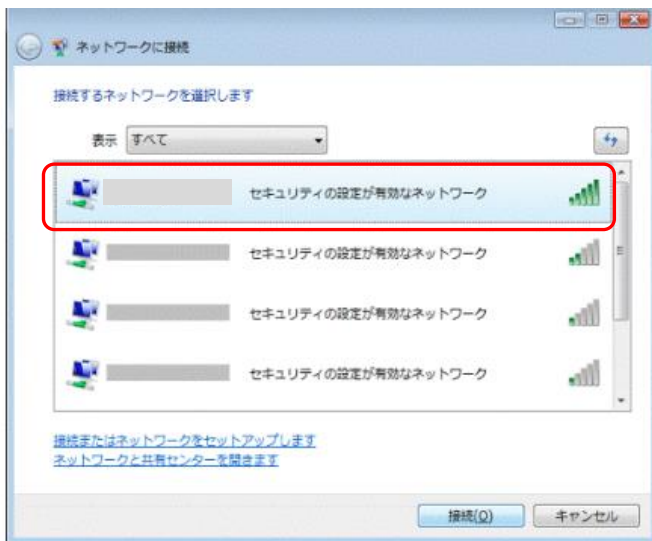 ネットワークに接続
接続するネットワークを選択します
表示 すべて
セキュリティの設定が有効なネットワーク
セキュリティの設定が有効なネットワーク
セキュリティの設定が有効なネットワーク
セキュリティの設定が有効なネットワーク
接続またはネットワークをセットアップします
ネットワークと共有センターを開きます
接続(O) キャンセル